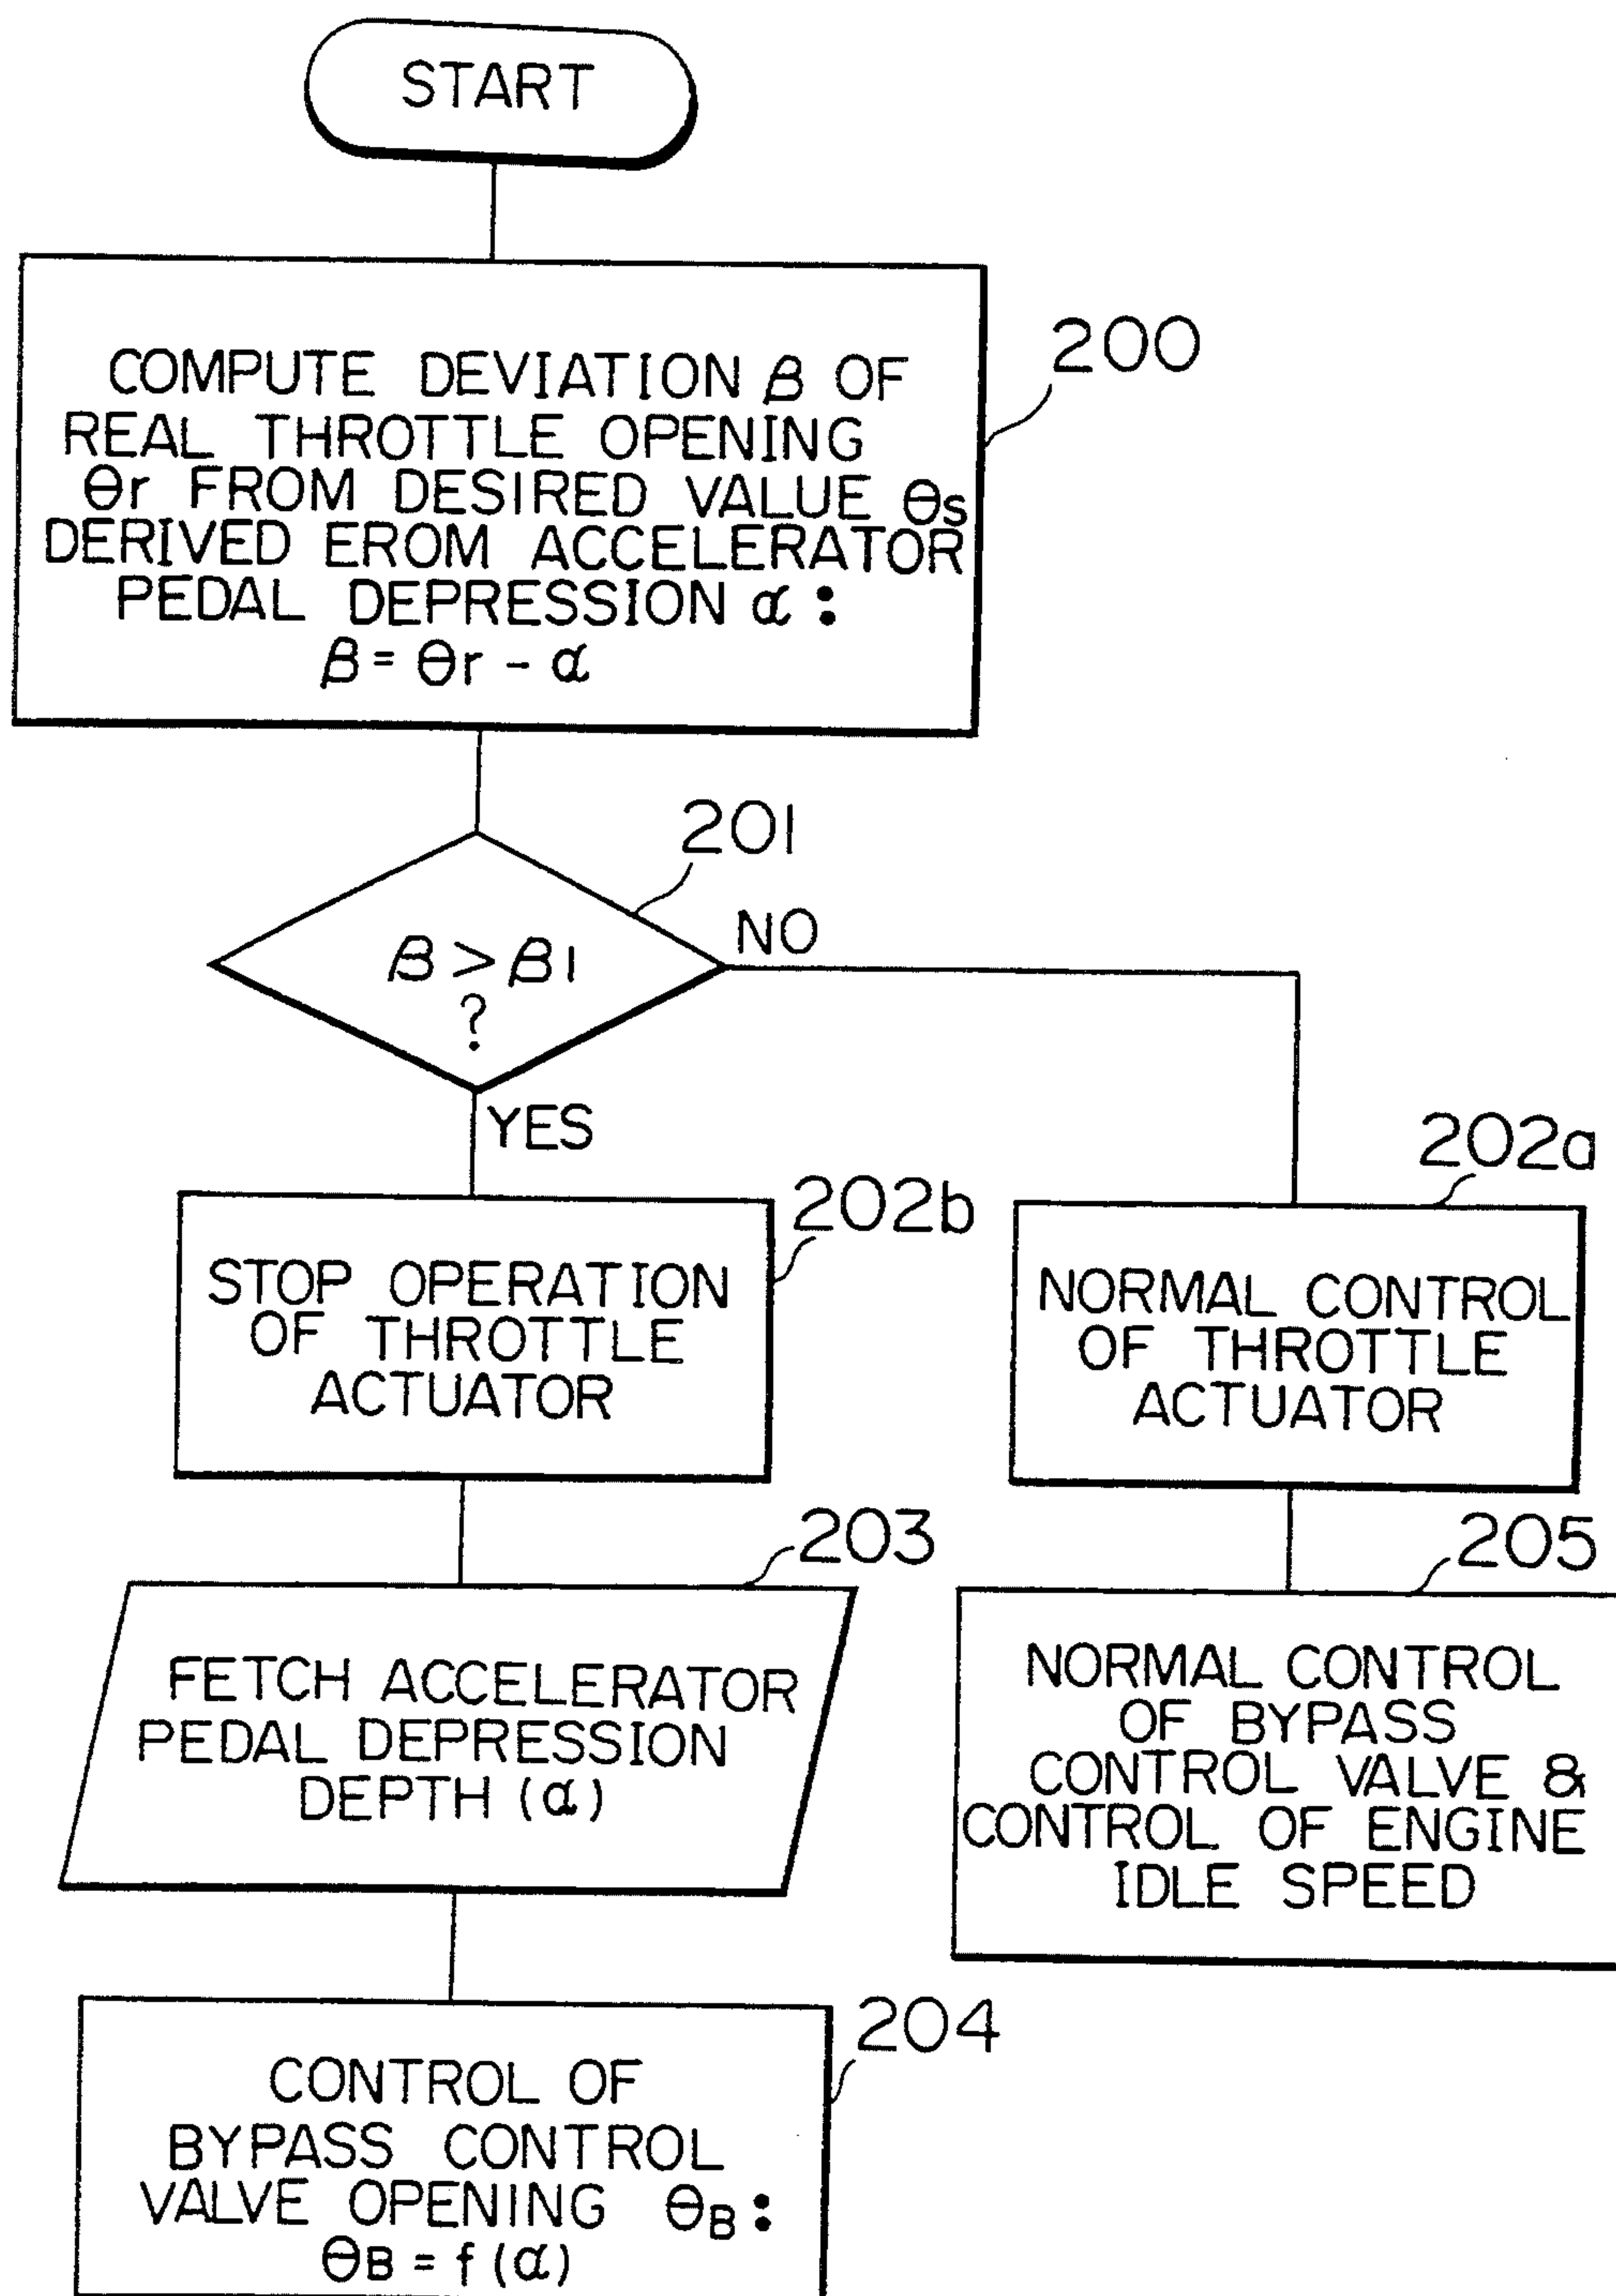 START
COMPUTE DEVIATION β OF
REAL THROTTLE OPENING
θr FROM DESIRED VALUE θs
DERIVED EROM ACCELERATOR
PEDAL DEPRESSION α :
β = θr - α
200
201
β > β1
?
NO
YES
202b
STOP OPERATION
OF THROTTLE
ACTUATOR
202a
NORMAL CONTROL
OF THROTTLE
ACTUATOR
203
FETCH ACCELERATOR
PEDAL DEPRESSION
DEPTH (α)
205
NORMAL CONTROL
OF BYPASS
CONTROL VALVE &
CONTROL OF ENGINE
IDLE SPEED
204
CONTROL OF
BYPASS CONTROL
VALVE OPENING θB :
θB = f (α)